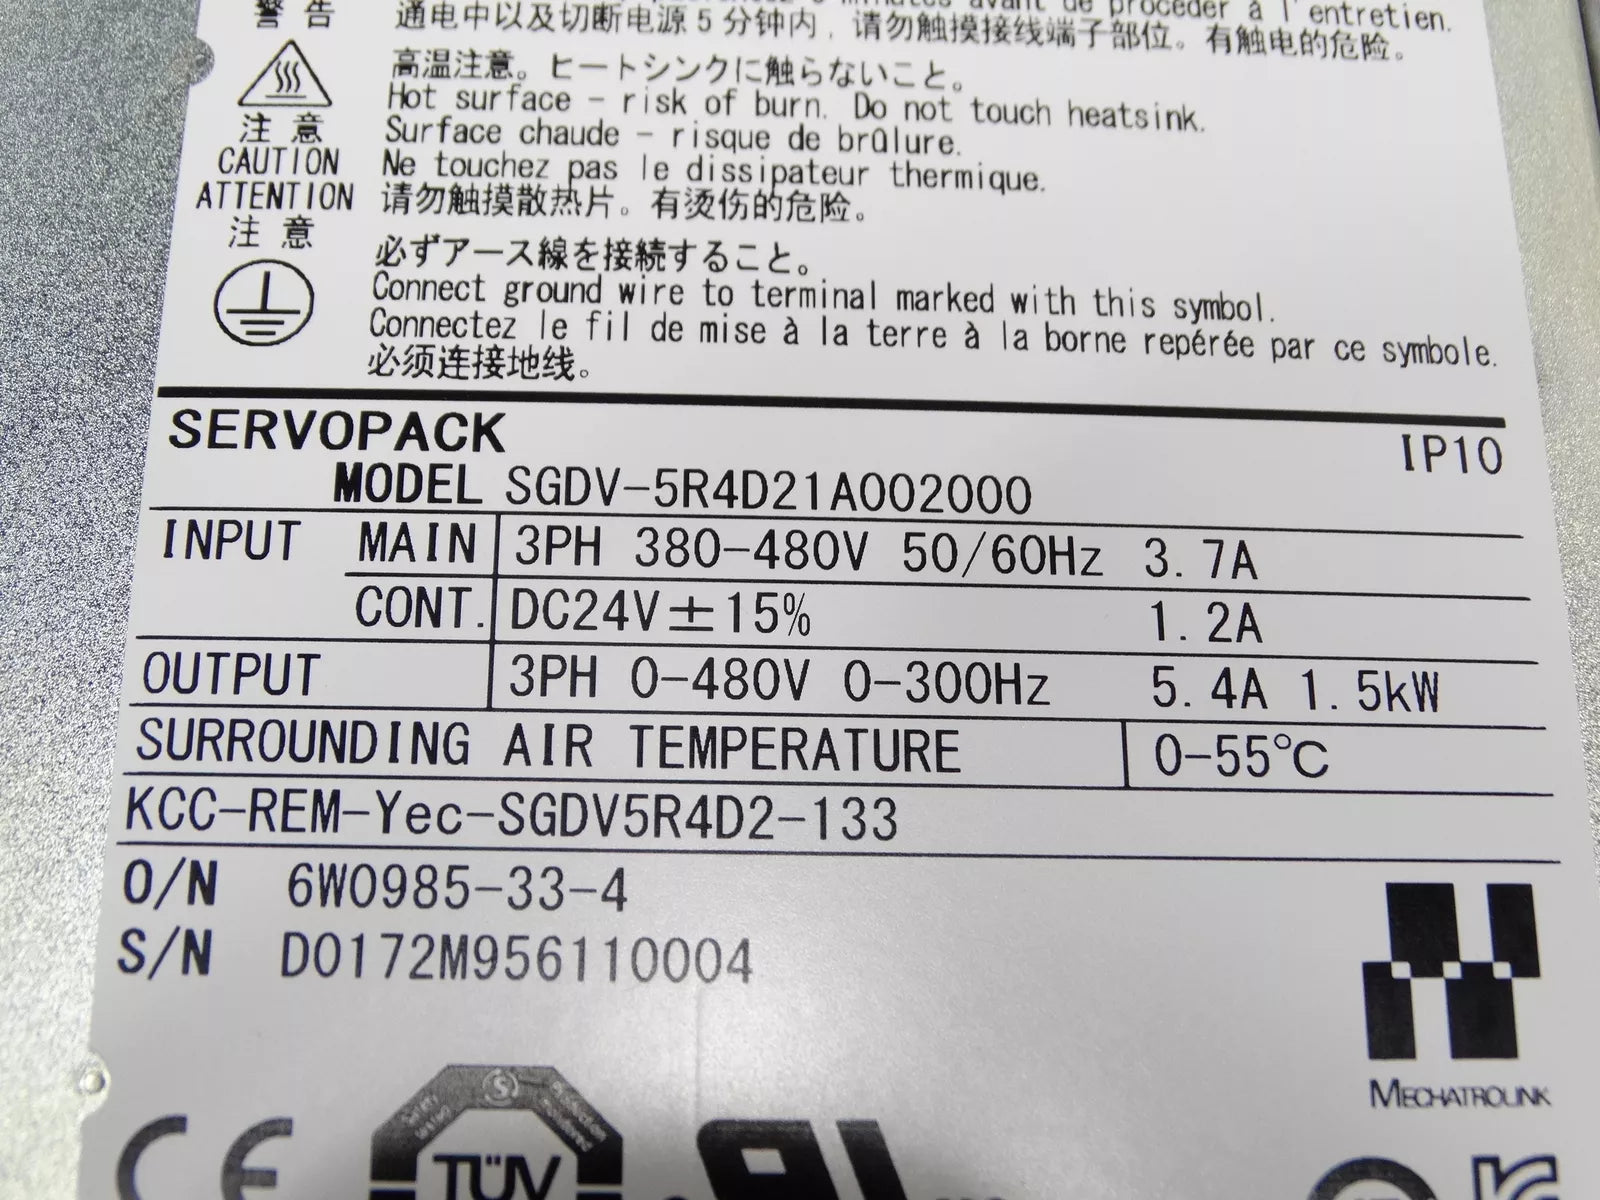 警告 minutes avant de procéder à l'entretien.
通电中以及切断电源5分钟内，请勿触摸接线端子部位。有触电的危险。
高温注意。ヒートシンクに触らないこと。
Hot surface – risk of burn. Do not touch heatsink.
注意 Surface chaude – risque de brûlure.
CAUTION Ne touchez pas le dissipateur thermique.
ATTENTION 请勿触摸散热片。有烫伤的危险。
注意
必ずアース線を接続すること。
Connect ground wire to terminal marked with this symbol.
Connectez le fil de mise à la terre à la borne repérée par ce symbole.
必须连接地线。
SERVOPACK IP10
MODEL SGDV-5R4D21A002000
INPUT MAIN 3PH 380-480V 50/60Hz 3.7A
CONT. DC24V±15% 1.2A
OUTPUT 3PH 0-480V 0-300Hz 5.4A 1.5kW
SURROUNDING AIR TEMPERATURE 0-55℃
KCC-REM-Yec-SGDV5R4D2-133
O/N 6W0985-33-4
S/N D0172M956110004
MECHATROLINK
CE TÜV